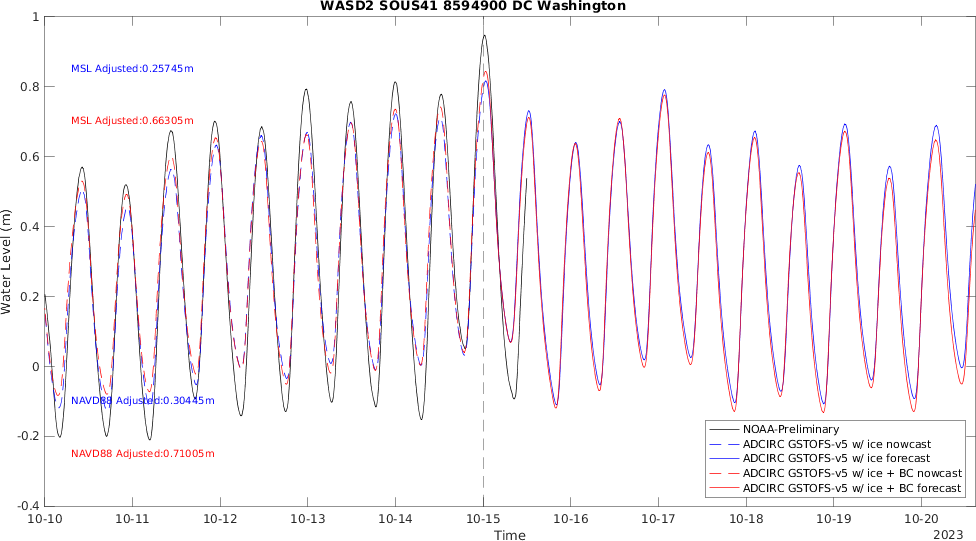 WASD2 SOUS41 8594900 DC Washington
1
0.8
0.6
0.4
0.2
0
-0.2
-0.4
Water Level (m)
MSL Adjusted:0.25745m
MSL Adjusted:0.66305m
NAVD88 Adjusted:0.30445m
NAVD88 Adjusted:0.71005m
NOAA-Preliminary
ADCIRC GSTOFS-v5 w/ ice nowcast
ADCIRC GSTOFS-v5 w/ ice forecast
ADCIRC GSTOFS-v5 w/ ice + BC nowcast
ADCIRC GSTOFS-v5 w/ ice + BC forecast
10-10 10-11 10-12 10-13 10-14 10-15 10-16 10-17 10-18 10-19 10-20
Time
2023